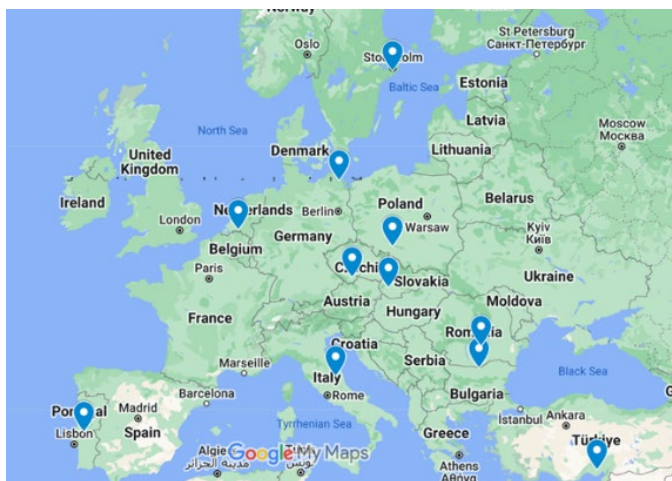 Norway
Oslo
Stockholm
St Petersburg
Санкт-Петербург
Baltic Sea
Estonia
Latvia
Moscow
Москва
North Sea
Denmark
Lithuania
United
Kingdom
Ireland
Netherlands
Berlin
Poland
Warsaw
Belarus
London
Belgium
Germany
Kyiv
Київ
Paris
Czechia
Slovakia
Ukraine
Austria
Hungary
Moldova
France
Croatia
Romania
Serbia
Marseille
Italy
Rome
Black Sea
Barcelona
Bulgaria
Portugal
Madrid
Lisbon
Spain
Tyrrhenian Sea
İstanbul
Ankara
Türkiye
Greece
Algie
مدينة الجزائر
Google My Maps
تونس
Athens
Αθήνα